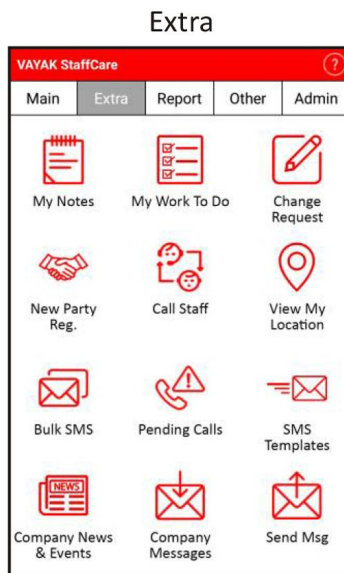 Extra
VAYAK StaffCare
?
Main Extra Report Other Admin
My Notes My Work To Do Change
Request
New Party
Reg. Call Staff View My
Location
Bulk SMS Pending Calls SMS
Templates
NEWS
Company News
& Events Company
Messages Send Msg